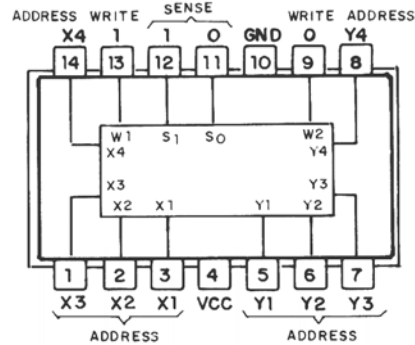 SENSE
ADDRESS WRITE WRITE ADDRESS
X4 1 1 0 GND 0 Y4
14 13 12 11 10 9 8
W1 S1 S0 W2
X4 Y4
X3 Y3
X2 X1 Y1 Y2
1 2 3 4 5 6 7
X3 X2 X1 VCC Y1 Y2 Y3
ADDRESS ADDRESS